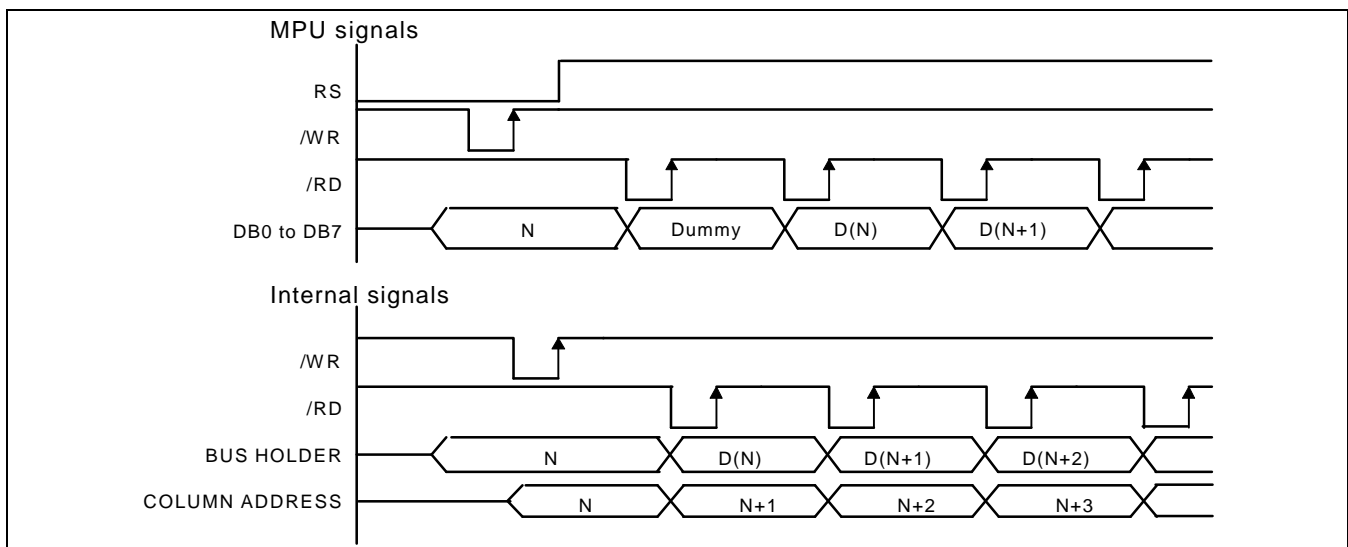 MPU signals
RS
/WR
/RD
DB0 to DB7 N Dummy D(N) D(N+1)
Internal signals
/WR
/RD
BUS HOLDER N D(N) D(N+1) D(N+2)
COLUMN ADDRESS N N+1 N+2 N+3